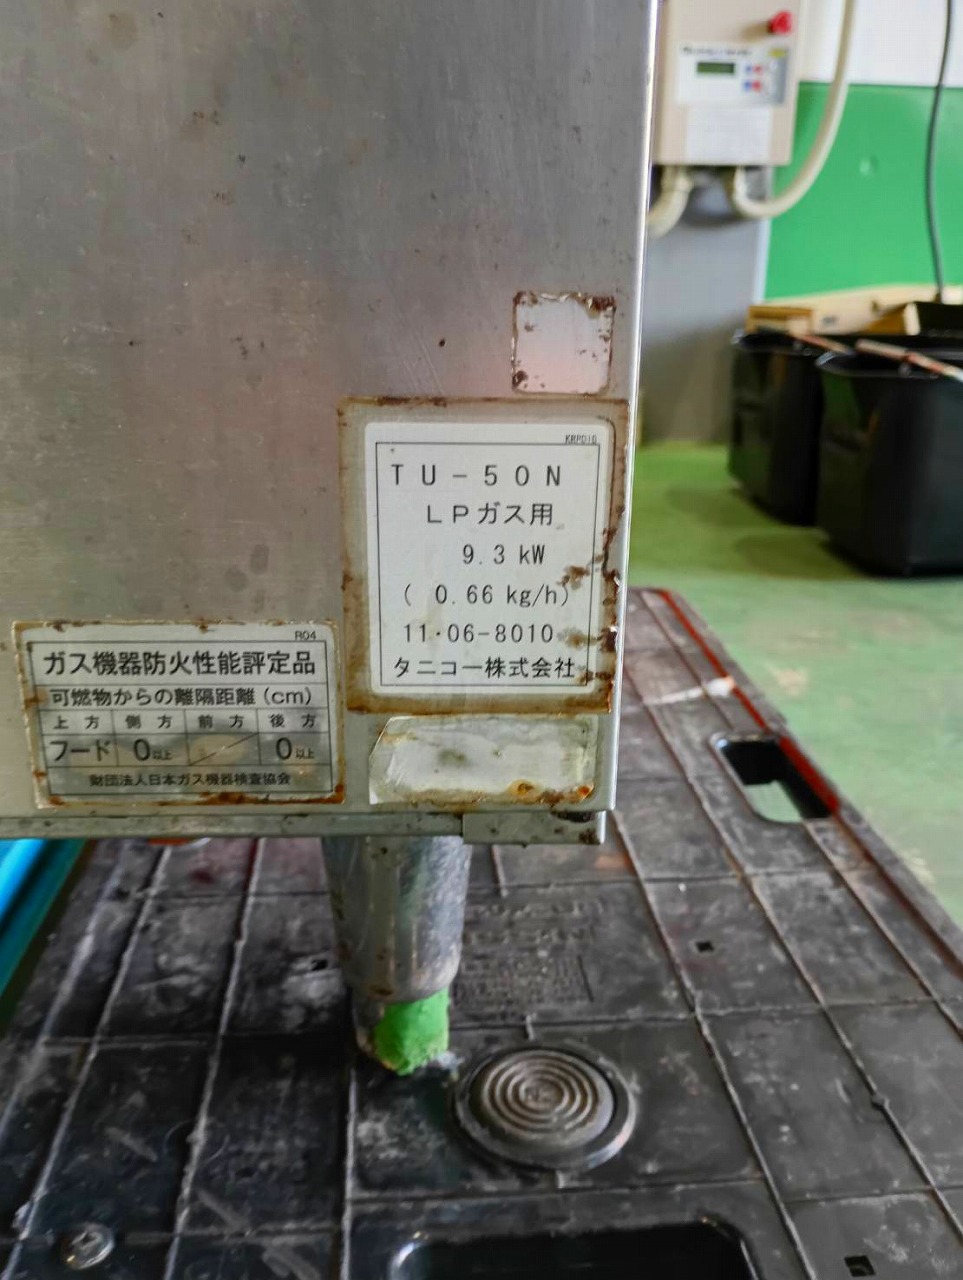 KRPD10
TU-50N
LPガス用
9.3 kW
( 0.66 kg/h)
11・06-8010
タニコー株式会社
R04
ガス機器防火性能評定品
可燃物からの離隔距離(cm)
上方 側方 前方 後方
フード 0以上 0以上
財団法人日本ガス機器検査協会